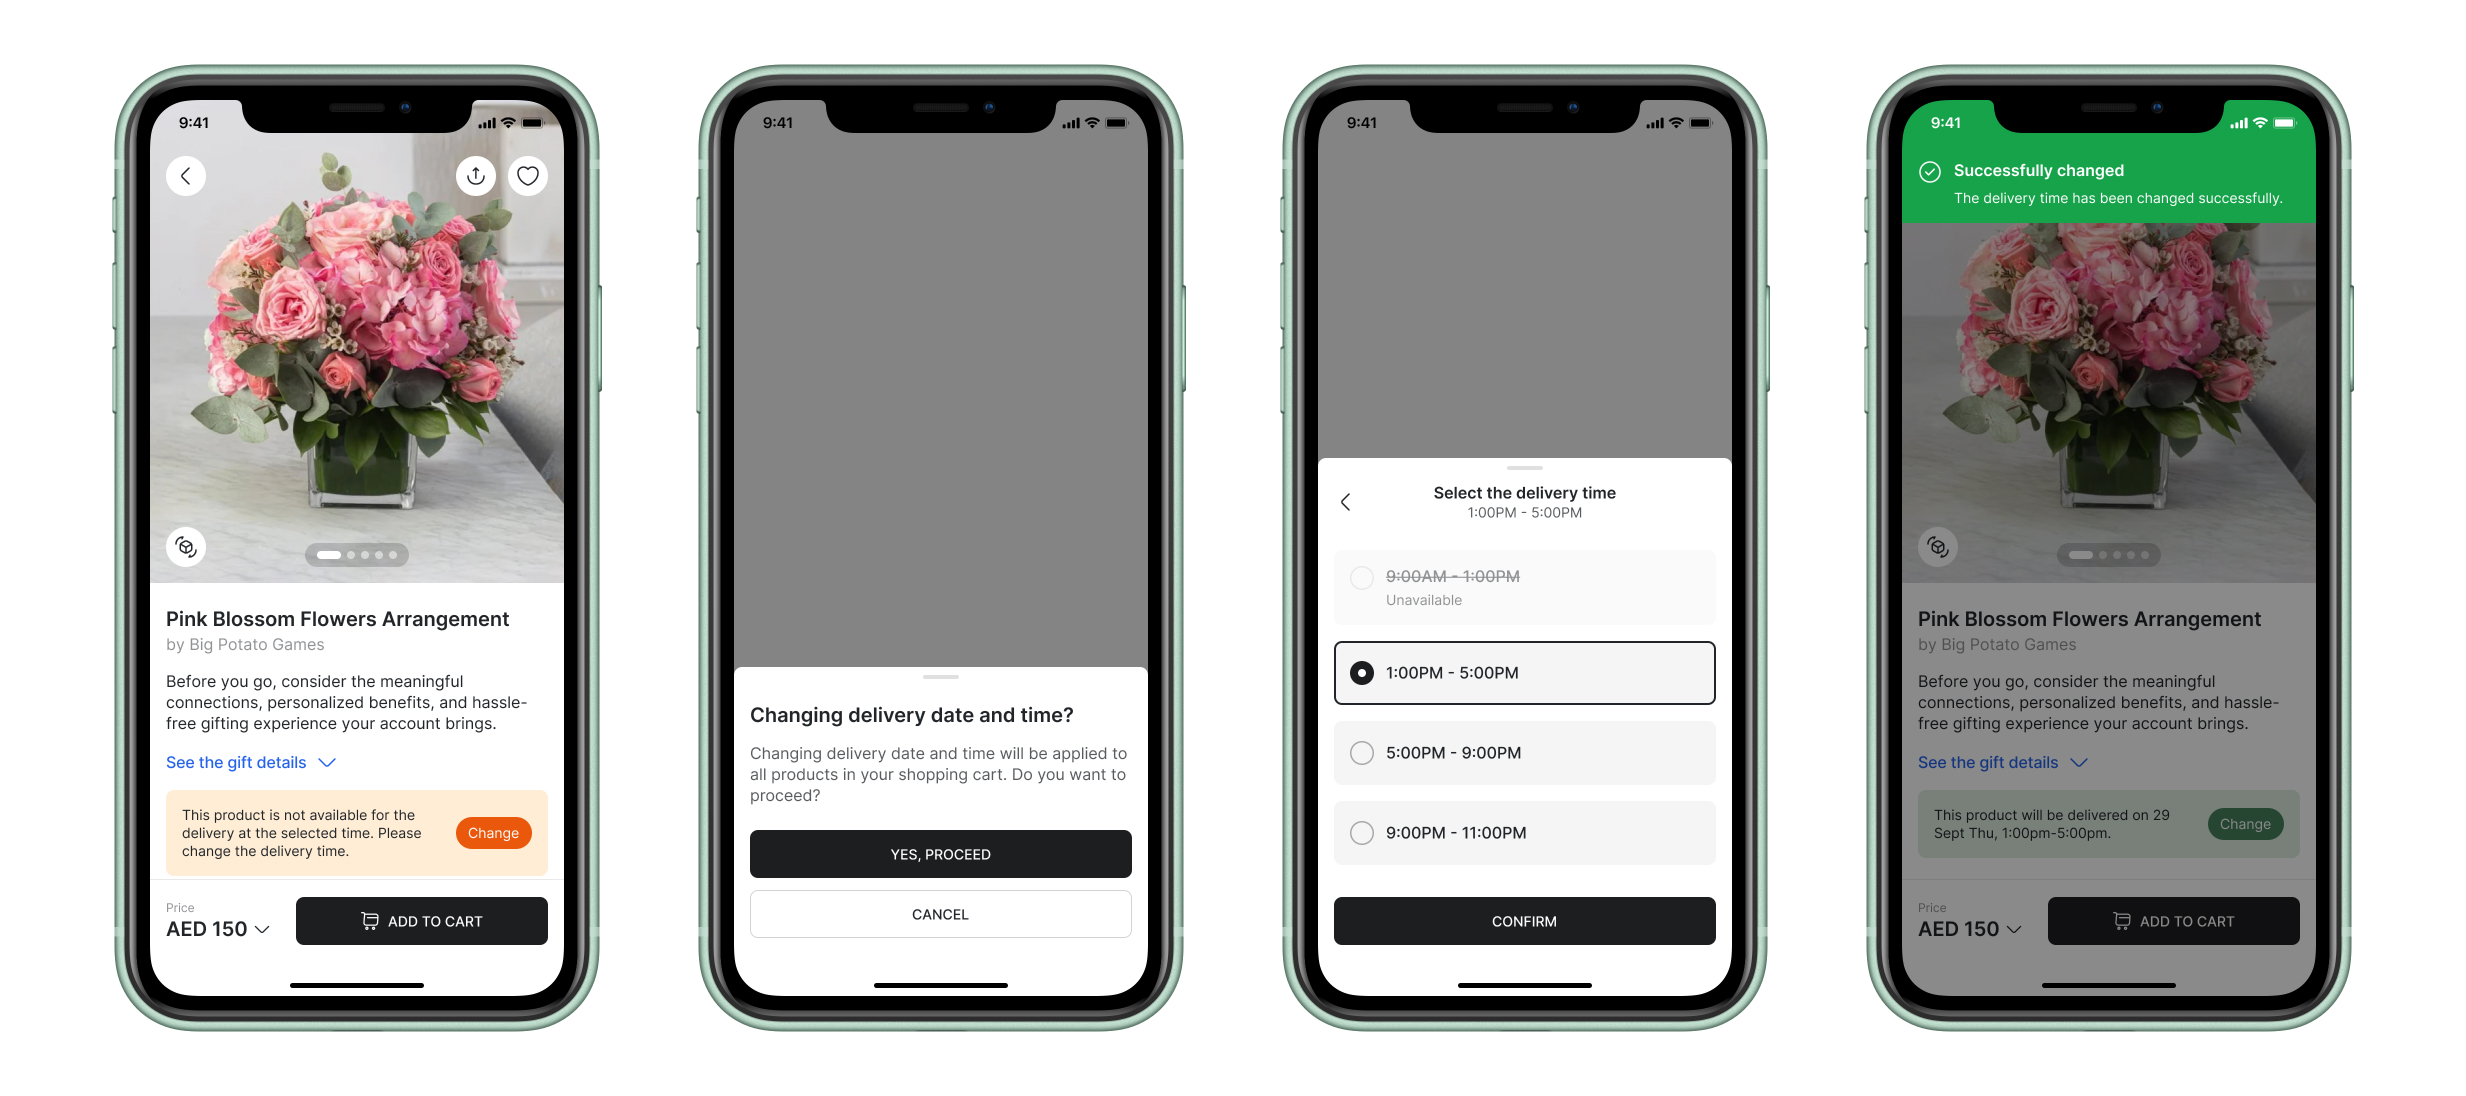 9:41
Pink Blossom Flowers Arrangement
by Big Potato Games
Before you go, consider the meaningful
connections, personalized benefits, and hassle-
free gifting experience your account brings.
See the gift details
This product is not available for the
delivery at the selected time. Please
change the delivery time.
Change
Price
AED 150
ADD TO CART
9:41
Changing delivery date and time?
Changing delivery date and time will be applied to
all products in your shopping cart. Do you want to
proceed?
YES, PROCEED
CANCEL
9:41
Select the delivery time
1:00PM - 5:00PM
9:00AM - 1:00PM
Unavailable
1:00PM - 5:00PM
5:00PM - 9:00PM
9:00PM - 11:00PM
CONFIRM
9:41
Successfully changed
The delivery time has been changed successfully.
Pink Blossom Flowers Arrangement
by Big Potato Games
Before you go, consider the meaningful
connections, personalized benefits, and hassle-
free gifting experience your account brings.
See the gift details
This product will be delivered on 29
Sept Thu, 1:00pm-5:00pm.
Change
Price
AED 150
ADD TO CART